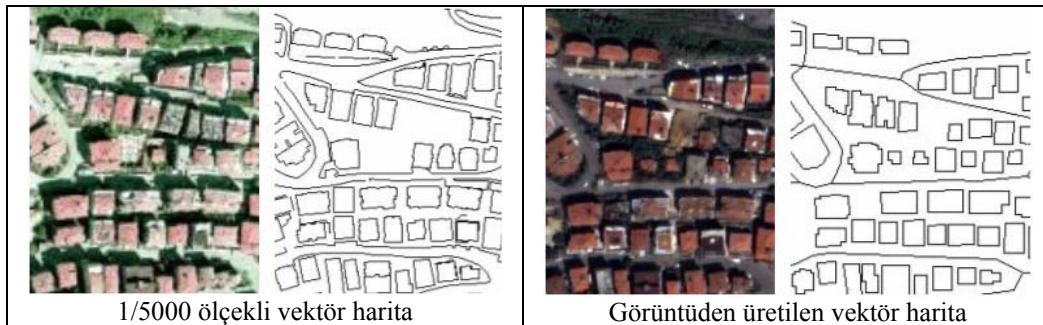 1/5000 ölçekli vektör harita
Görüntüden üretilen vektör harita